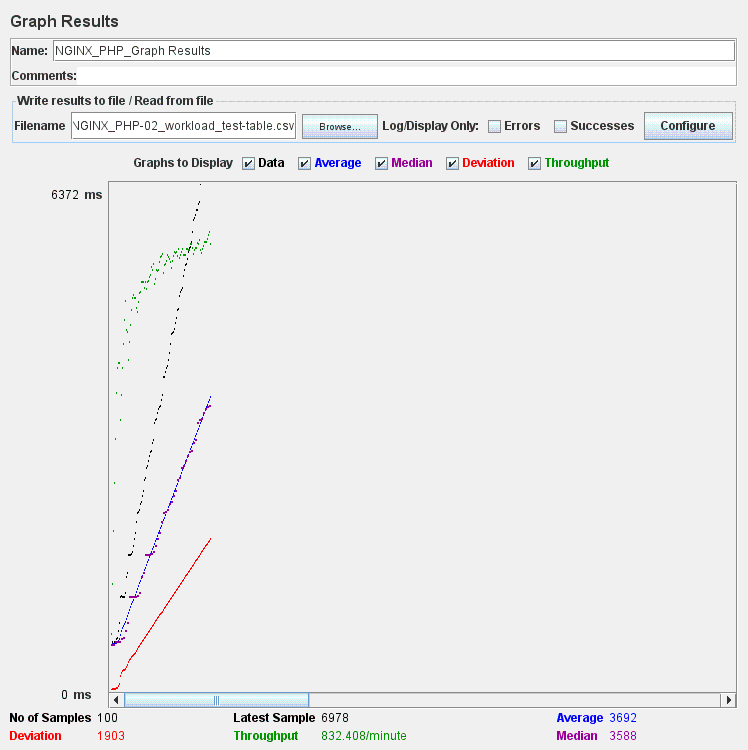 Graph Results
Name: NGINX_PHP_Graph Results
Comments:
Write results to file / Read from file
Filename NGINX_PHP-02_workload_test-table.csv Browse... Log/Display Only: Errors Successes Configure
Graphs to Display Data Average Median Deviation Throughput
6372 ms
0 ms
No of Samples 100 Latest Sample 6978 Average 3692
Deviation 1903 Throughput 832.408/minute Median 3588